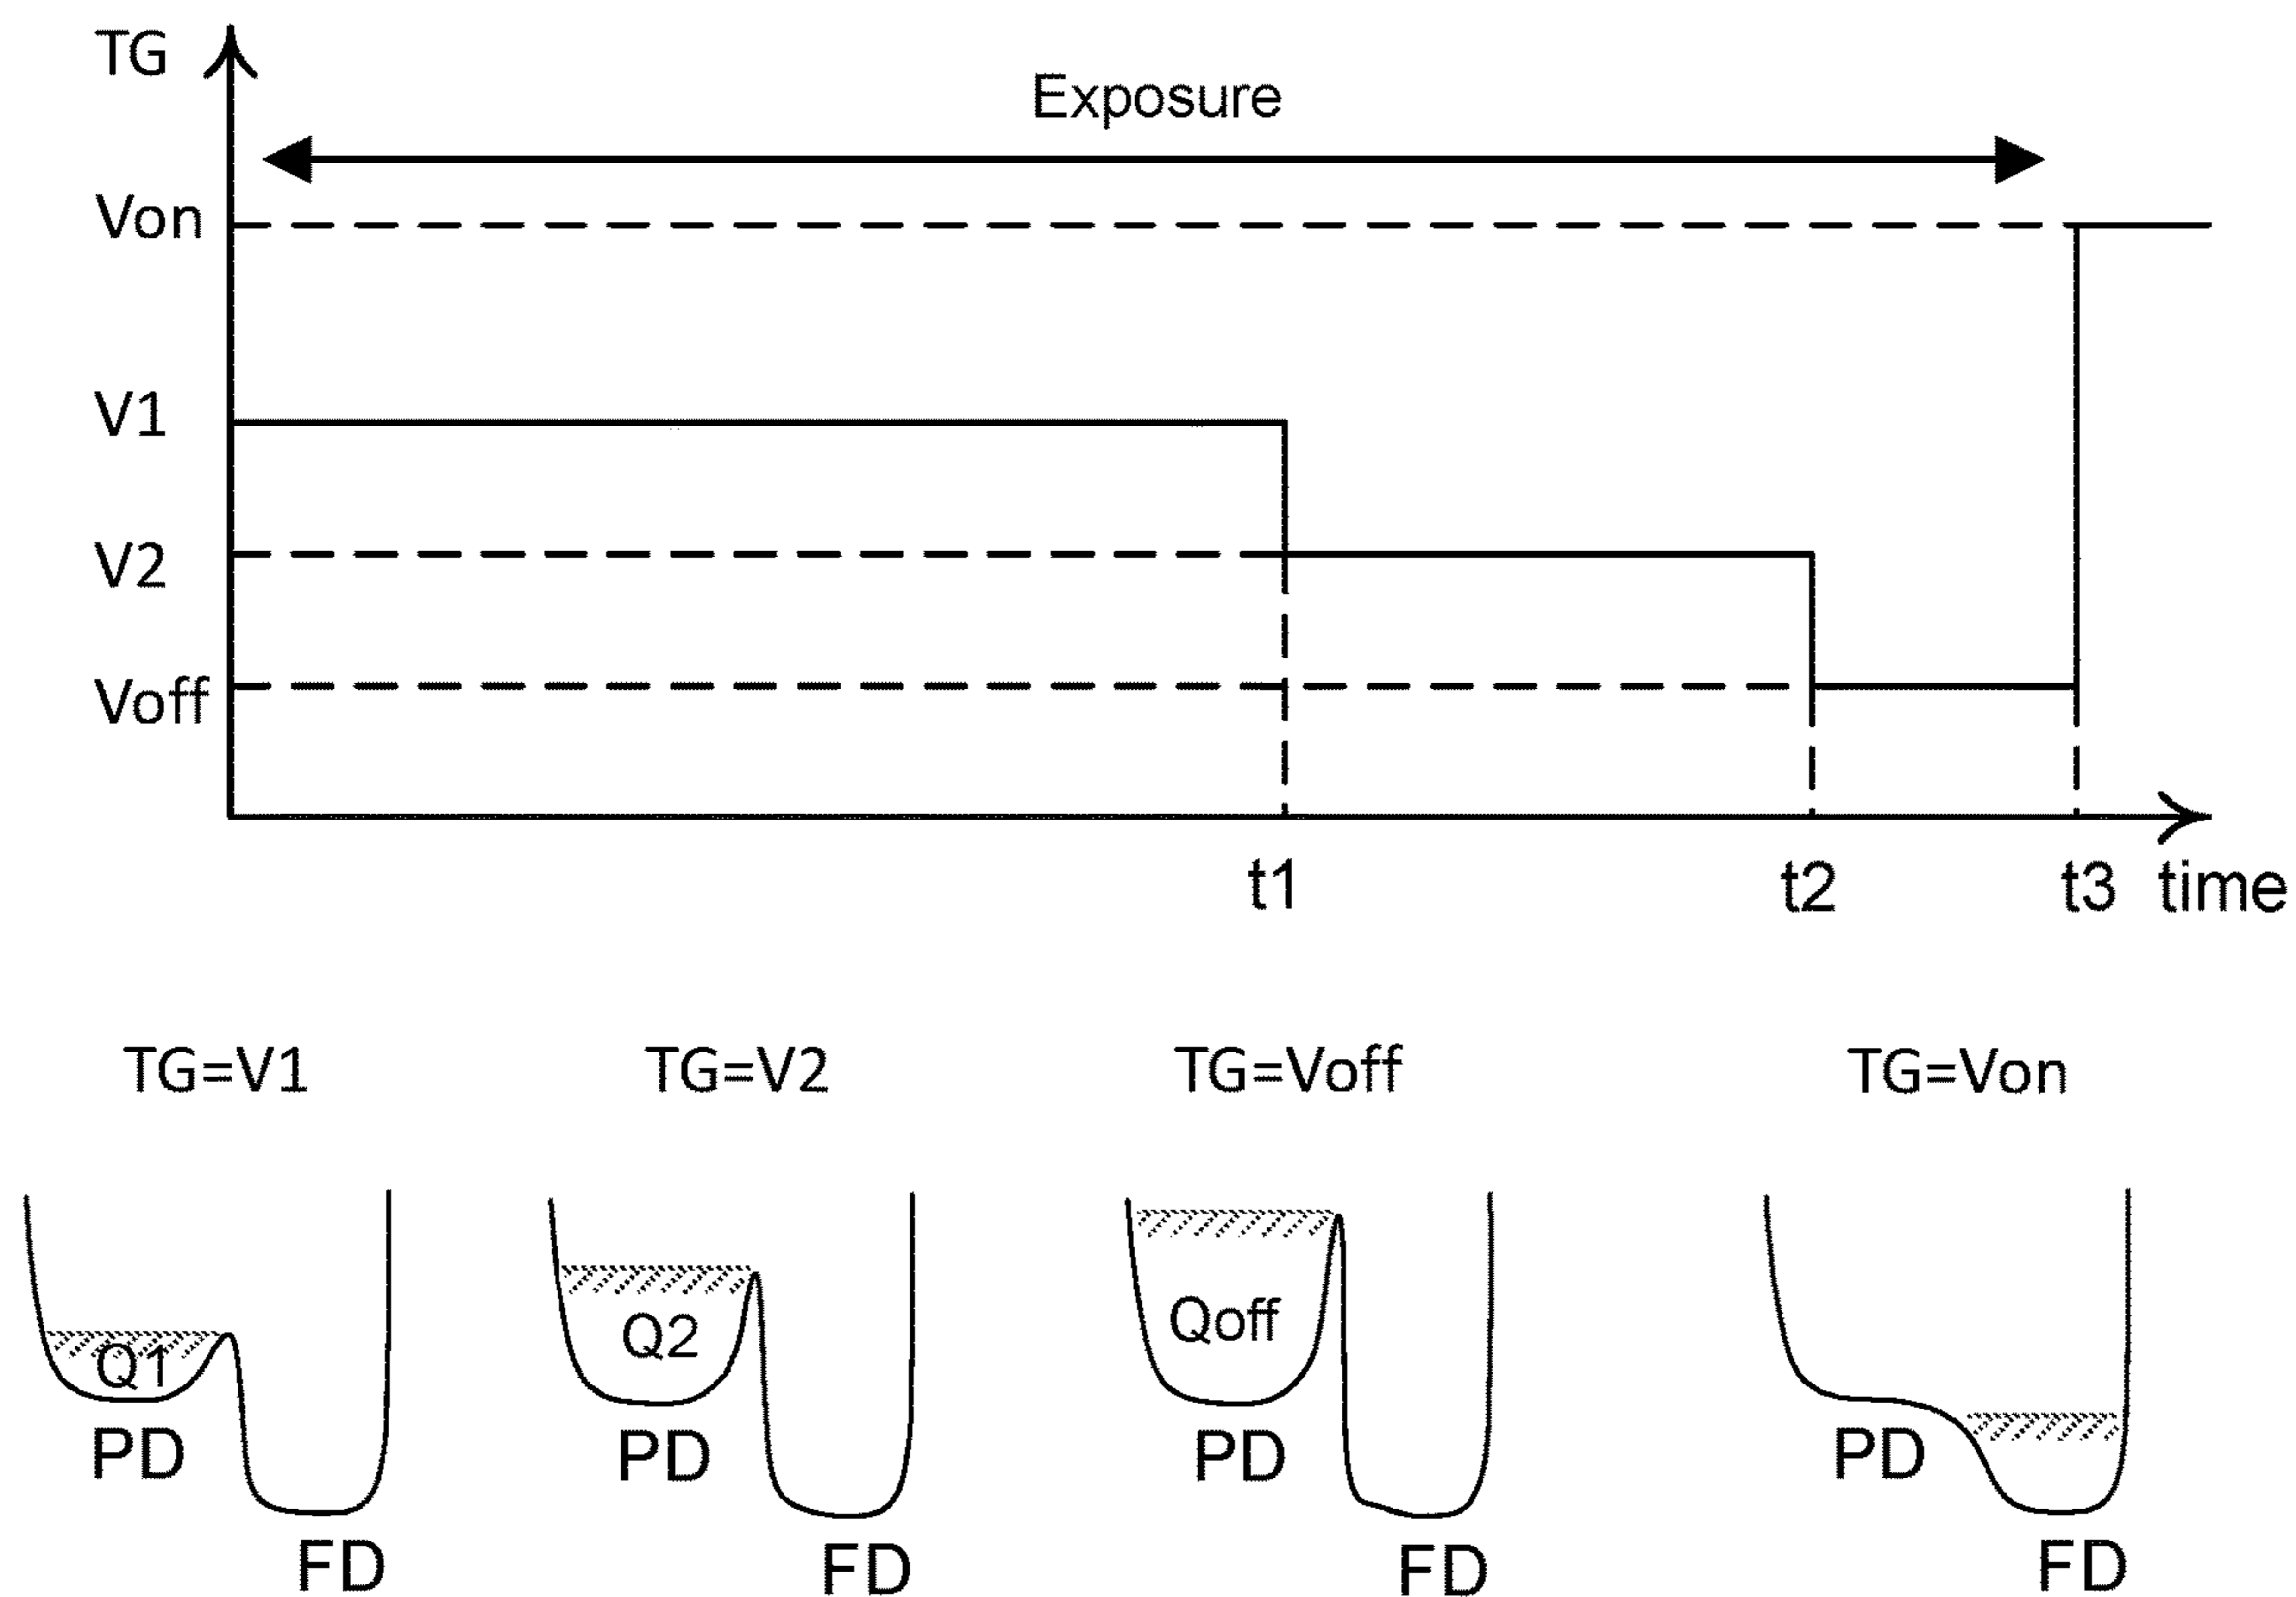 TG
Exposure
Von
V1
V2
Voff
t1 t2 t3 time
TG=V1 TG=V2 TG=Voff TG=Von
Q1 Q2 Qoff
PD PD PD PD
FD FD FD FD